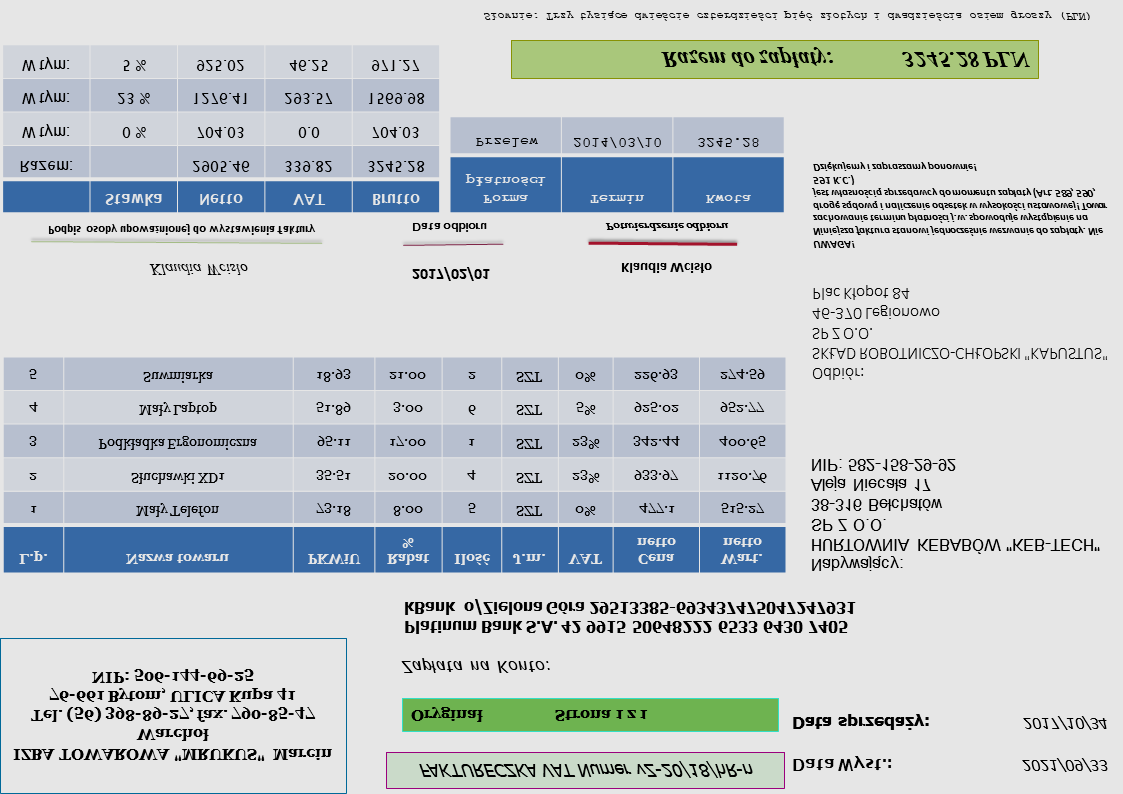 FAKTURECZKA VAT Numer vZ-20/18/hR-n
Data Wyst.: 2021/09/33
Oryginał Strona 1 z 1
Data sprzedaży: 2017/10/34
IZBA TOWAROWA "MRUKUS" Marcin
Warchoł
Tel. (56) 398-89-27, fax. 790-85-47
76-661 Bytom, ULICA Kupa 41
NIP: 506-144-69-25
Zapłata na Konto:
Platinum Bank S.A. 42 9915 50648222 6533 6430 7405
KBank o/Zielona Góra 29513385-69343747504724793­1
Nabywający:
HURTOWNIA KEBABÓW "KEB-TECH"
SP Z O.O.
38-316 Bełchatów
Aleja Niecała 17
NIP: 582-158-29-92
L.p. Nazwa towaru PKWiU Rabat % Ilość J.m. VAT Cena netto Wart. netto
1 Mały Telefon 73.18 8.00 5 SZT 0% 477.1 515.27
2 Słuchawki XD1 35.51 20.00 4 SZT 23% 933.97 1120.76
3 Podkładka Ergonomiczna 95.11 17.00 1 SZT 23% 342.44 400.65
4 Mały Laptop 51.89 3.00 6 SZT 5% 925.02 952.77
5 Suwmiarka 18.93 21.00 2 SZT 0% 226.93 274.59
Odbiór:
SKŁAD ROBOTNICZO-CHŁOPSKI "KAPUSTUS"
SP Z O.O.
46-370 Legionowo
Plac Kłopot 84
Klaudia Wcisło
2017/02/01
Klaudia Wcisło
Podpis osoby upoważnionej do wystawienia faktury
Data odbioru
Potwierdzenie odbioru
UWAGA!
Niniejsza faktura stanowi jednocześnie wezwanie do zapłaty. Nie
zachowanie terminu płatności j.w. spowoduje wystąpienie na
drogę sądową i naliczenie odsetek w wysokości ustawowej! Towar
jest własnością sprzedawcy do momentu zapłaty (Art. 589, 590,
591 K.C.)
Dziękujemy i zapraszamy ponownie!
Stawka Netto VAT Brutto
Razem: 2905.46 339.82 3245.28
W tym: 0 % 704.03 0.0 704.03
W tym: 23 % 1276.41 293.57 1569.98
W tym: 5 % 925.02 46.25 971.27
Forma płatności Termin Kwota
Przelew 2014/03/10 3245.28
Razem do zapłaty: 3245.28 PLN
Słownie: Trzy tysiące dwieście czterdzieści pięć złotych i dwadzieścia osiem groszy (PLN)